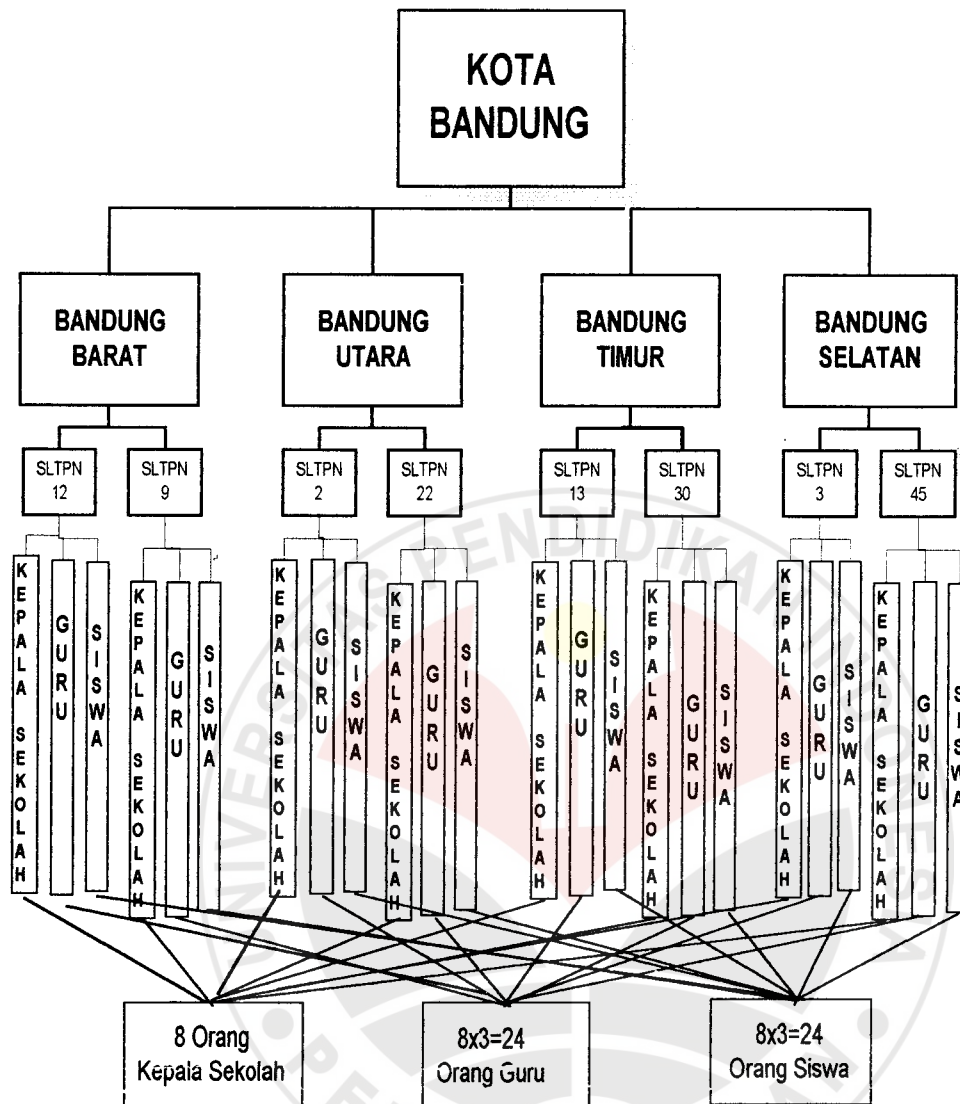 KOTA
BANDUNG
BANDUNG
BARAT
BANDUNG
UTARA
BANDUNG
TIMUR
BANDUNG
SELATAN
SLTPN
12
SLTPN
9
SLTPN
2
SLTPN
22
SLTPN
13
SLTPN
30
SLTPN
3
SLTPN
45
KEPALA SEKOLAH
GURU
SISWA
KEPALA SEKOLAH
GURU
SISWA
KEPALA SEKOLAH
GURU
SISWA
KEPALA SEKOLAH
GURU
SISWA
KEPALA SEKOLAH
GURU
SISWA
KEPALA SEKOLAH
GURU
SISWA
KEPALA SEKOLAH
GURU
SISWA
KEPALA SEKOLAH
GURU
SISWA
8 Orang
Kepala Sekolah
8x3=24
Orang Guru
8x3=24
Orang Siswa
UNIVERSITAS PENDIDIKAN INDONESIA